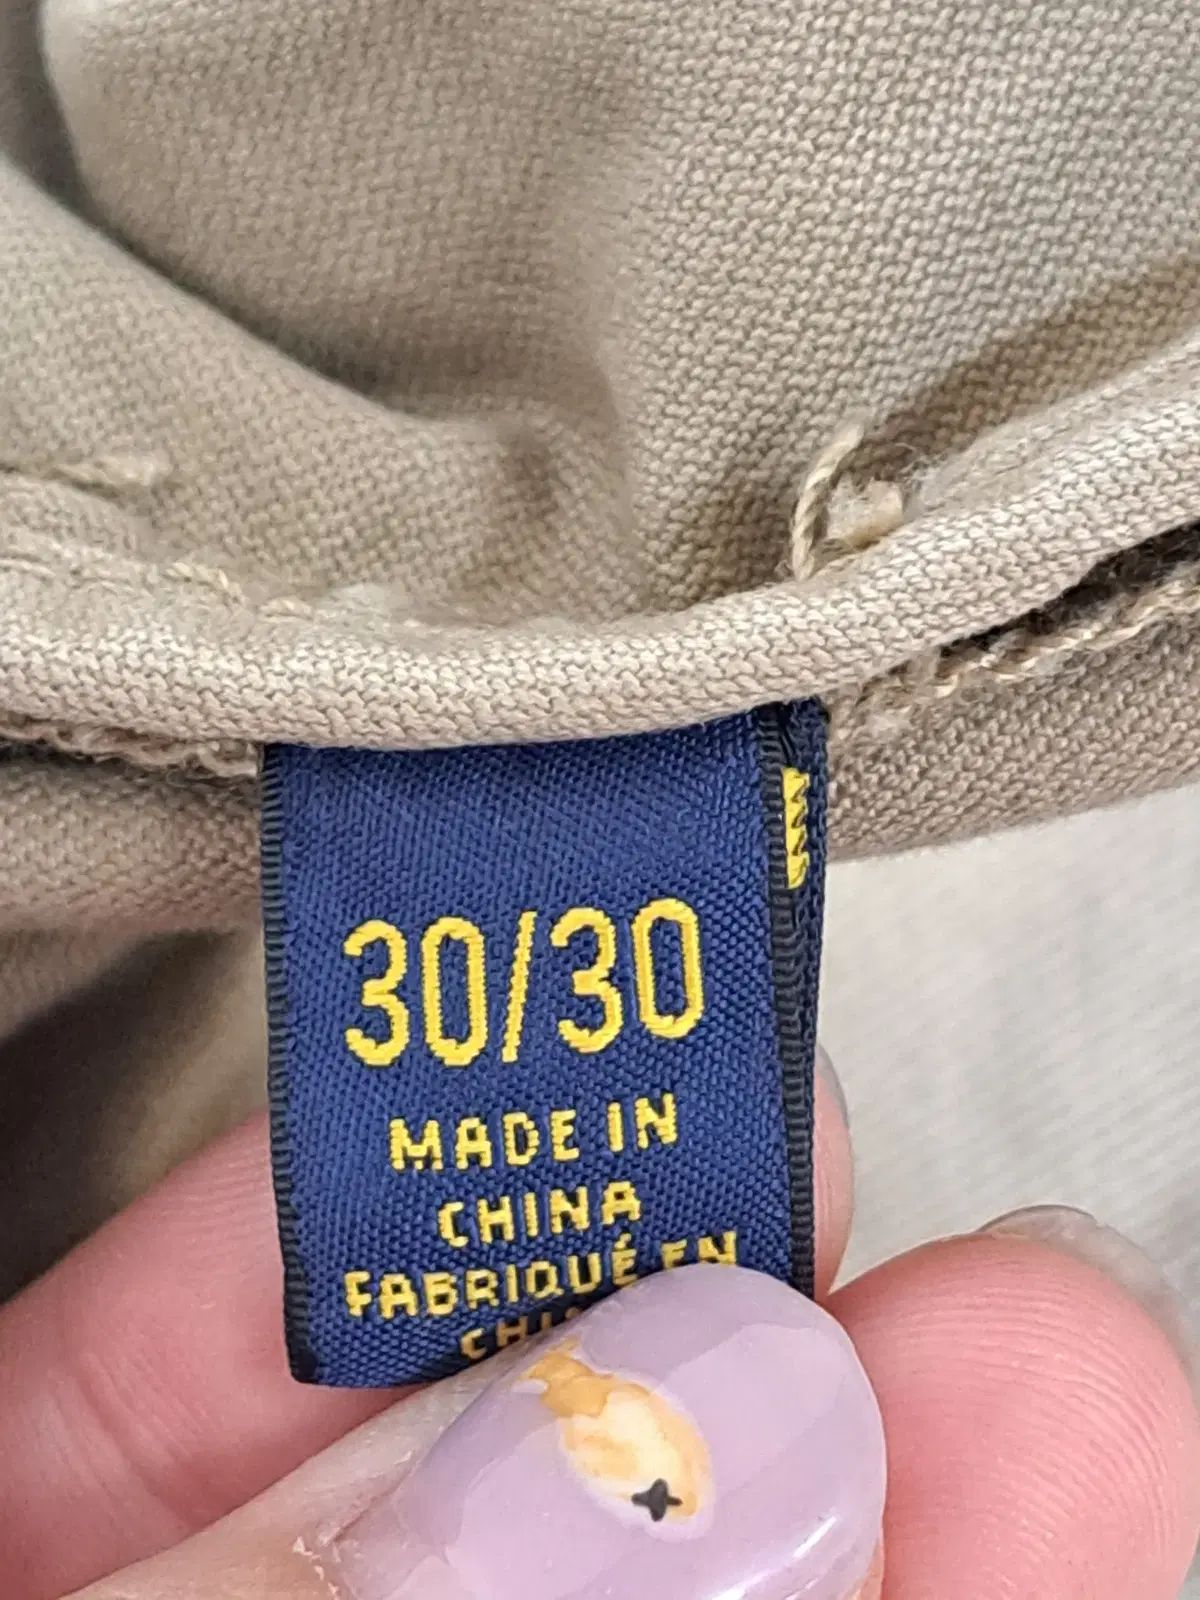 30/30
MADE IN
CHINA
FABRIQUÉ EN